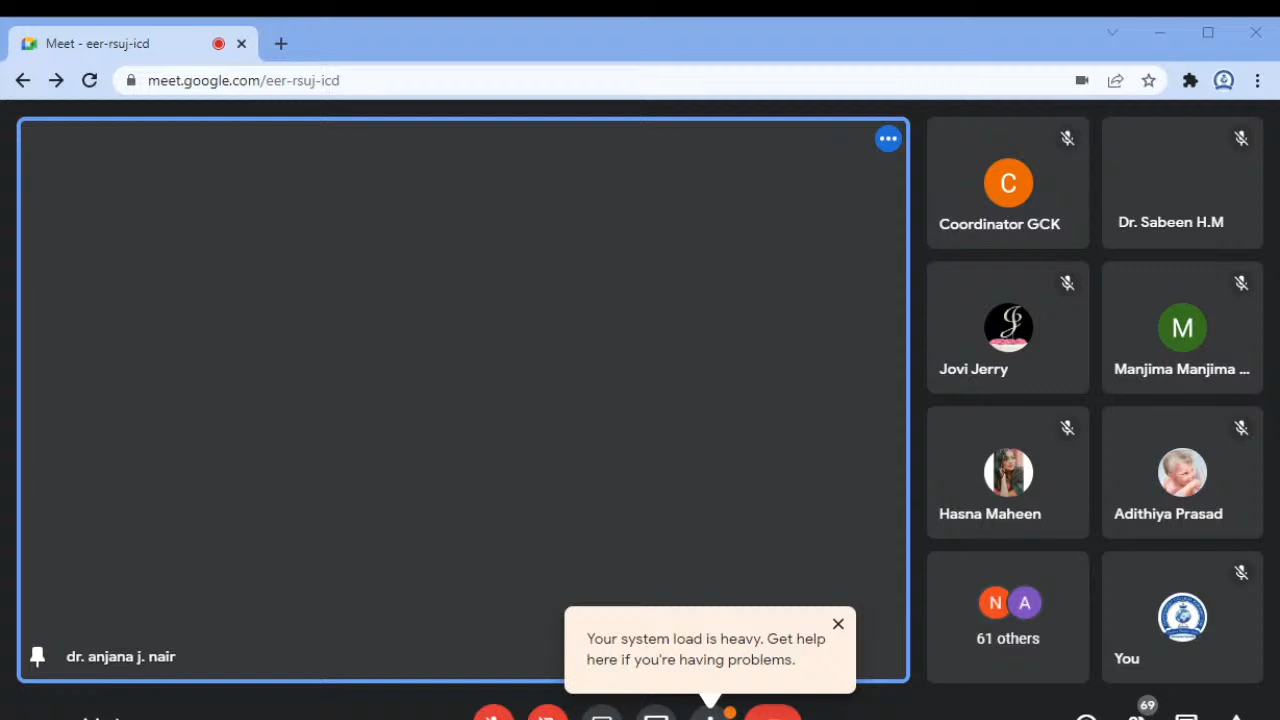 Meet - eer-rsuj-icd
meet.google.com/eer-rsuj-icd
C
Coordinator GCK
Dr. Sabeen H.M
Jovi Jerry
M
Manjima Manjima ...
Hasna Maheen
Adithiya Prasad
N A
61 others
You
dr. anjana j. nair
Your system load is heavy. Get help
here if you're having problems.
69